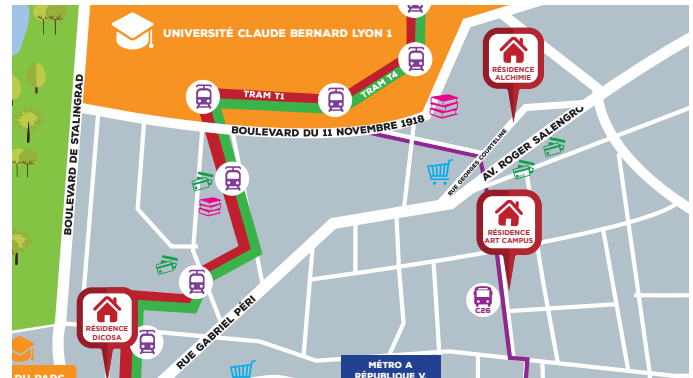 UNIVERSITÉ CLAUDE BERNARD LYON 1
RÉSIDENCE
ALCHIMIE
TRAM T1
TRAM T4
BOULEVARD DU 11 NOVEMBRE 1918
BOULEVARD DE STALINGRAD
RUE GEORGES COURTELINE
AV. ROGER SALENGRO
RÉSIDENCE
ART CAMPUS
C26
RÉSIDENCE
DICOSA
RUE GABRIEL PÉRI
DU PARC
MÉTRO A
RÉPUBLIQUE V.